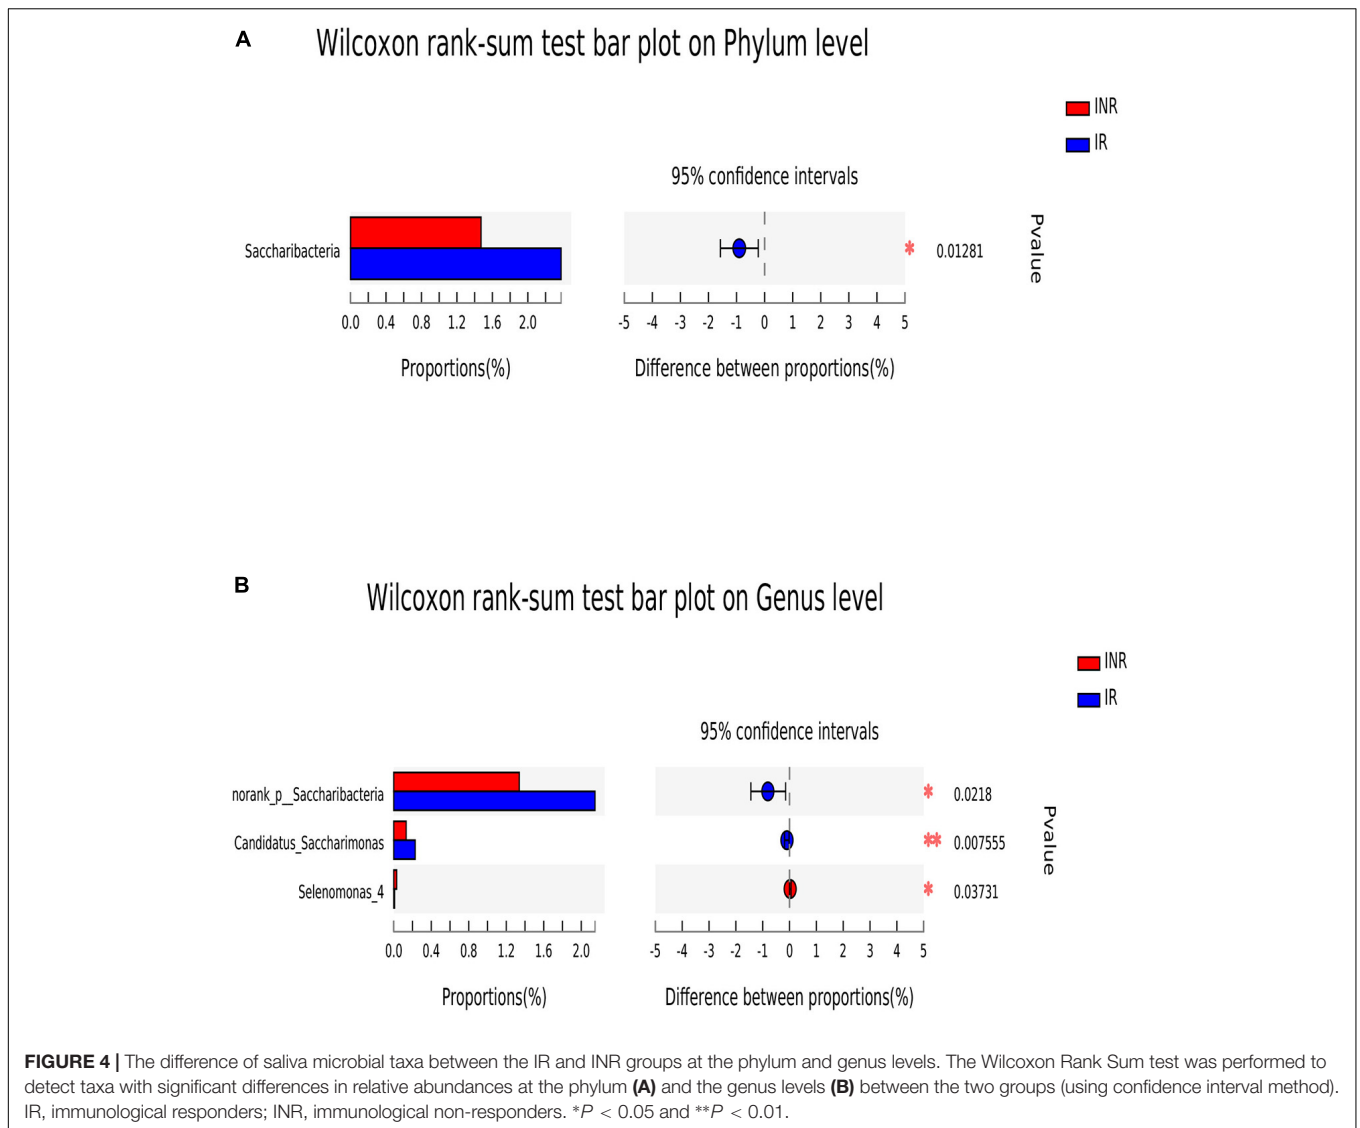 A
Wilcoxon rank-sum test bar plot on Phylum level
INR
IR
95% confidence intervals
Saccharibacteria
* 0.01281
Pvalue
0.0 0.4 0.8 1.2 1.6 2.0
-5 -4 -3 -2 -1 0 1 2 3 4 5
Proportions(%)
Difference between proportions(%)
B
Wilcoxon rank-sum test bar plot on Genus level
INR
IR
95% confidence intervals
norank_p__Saccharibacteria
* 0.0218
Candidatus_Saccharimonas
** 0.007555
Selenomonas_4
* 0.03731
Pvalue
0.0 0.4 0.8 1.2 1.6 2.0
-5 -4 -3 -2 -1 0 1 2 3 4 5
Proportions(%)
Difference between proportions(%)
FIGURE 4 | The difference of saliva microbial taxa between the IR and INR groups at the phylum and genus levels. The Wilcoxon Rank Sum test was performed to
detect taxa with significant differences in relative abundances at the phylum (A) and the genus levels (B) between the two groups (using confidence interval method).
IR, immunological responders; INR, immunological non-responders. *P < 0.05 and **P < 0.01.